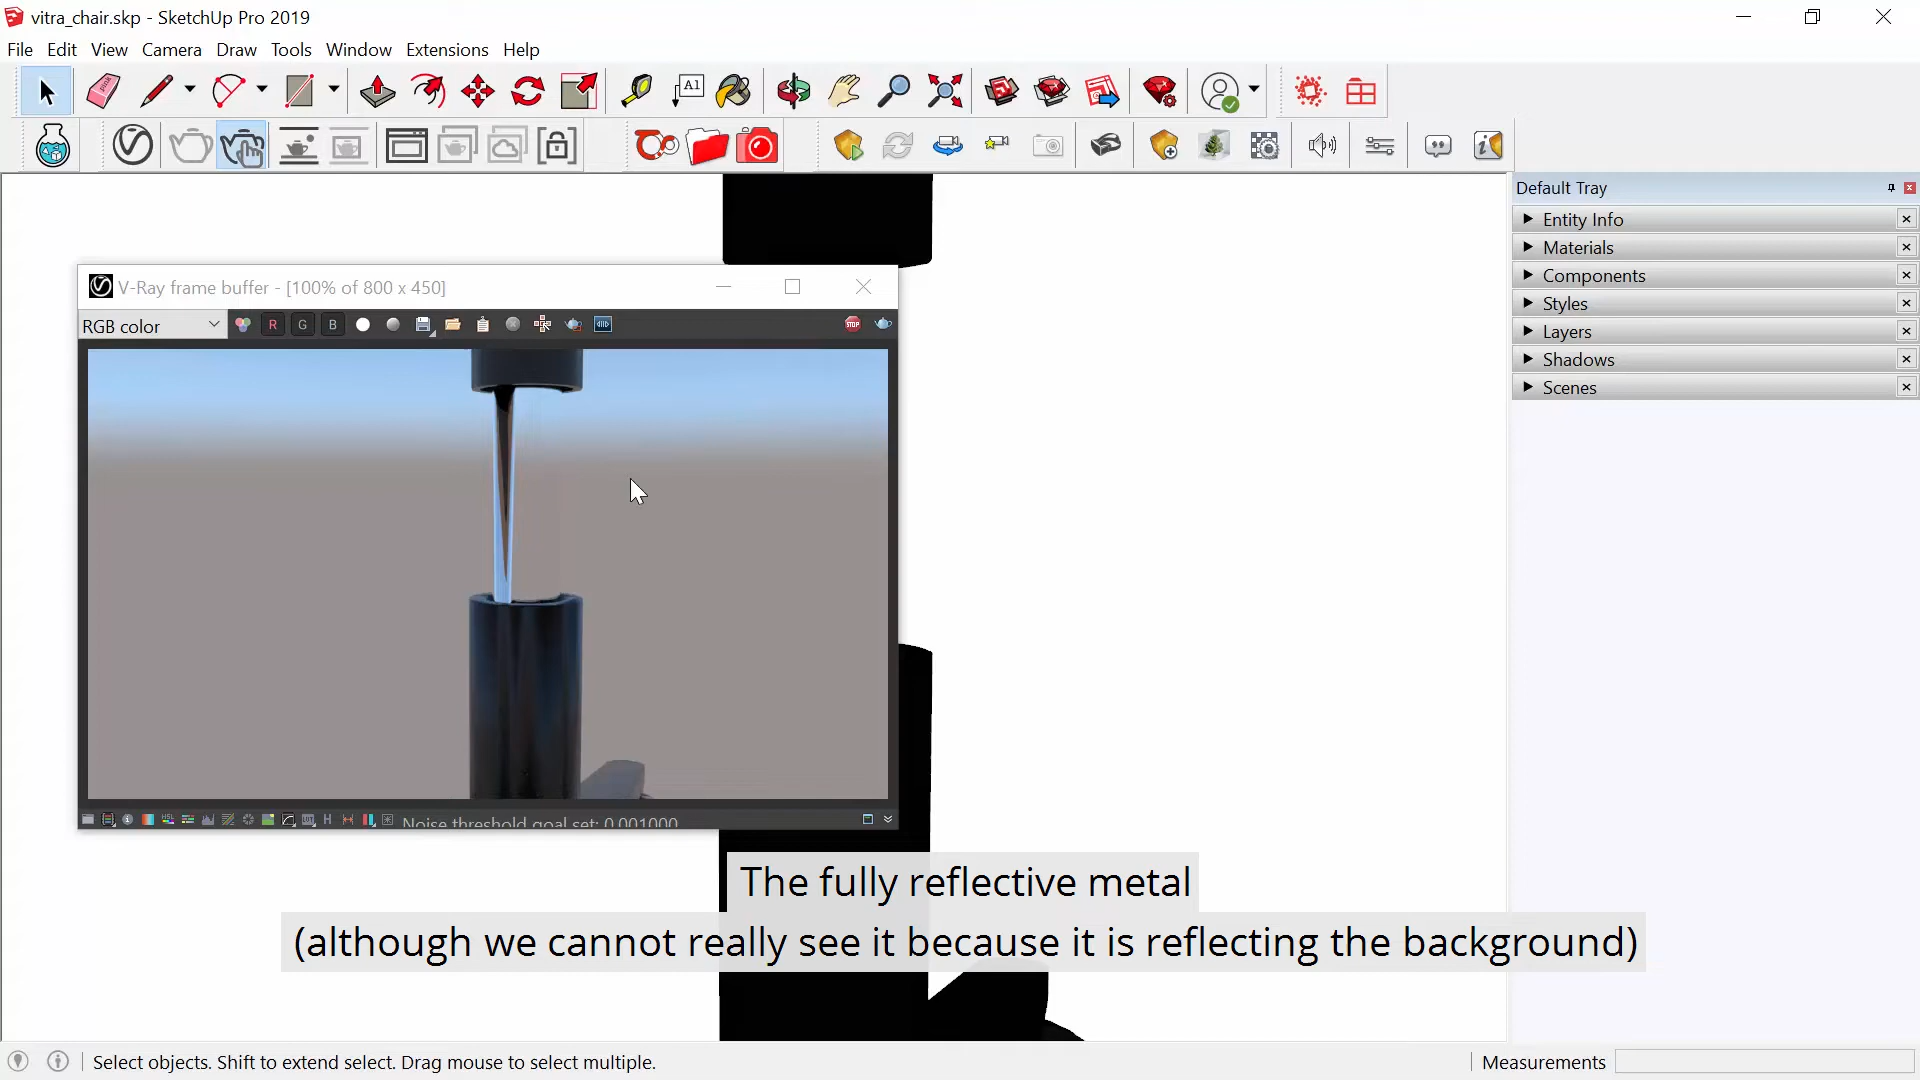 vitra_chair.skp - SketchUp Pro 2019
File Edit View Camera Draw Tools Window Extensions Help
Default Tray
Entity Info
Materials
Components
Styles
Layers
Shadows
Scenes
V-Ray frame buffer - [100% of 800 x 450]
RGB color
R G B
STOP
H
Noise threshold goal set: 0.001000
The fully reflective metal
(although we cannot really see it because it is reflecting the background)
Select objects. Shift to extend select. Drag mouse to select multiple.
Measurements